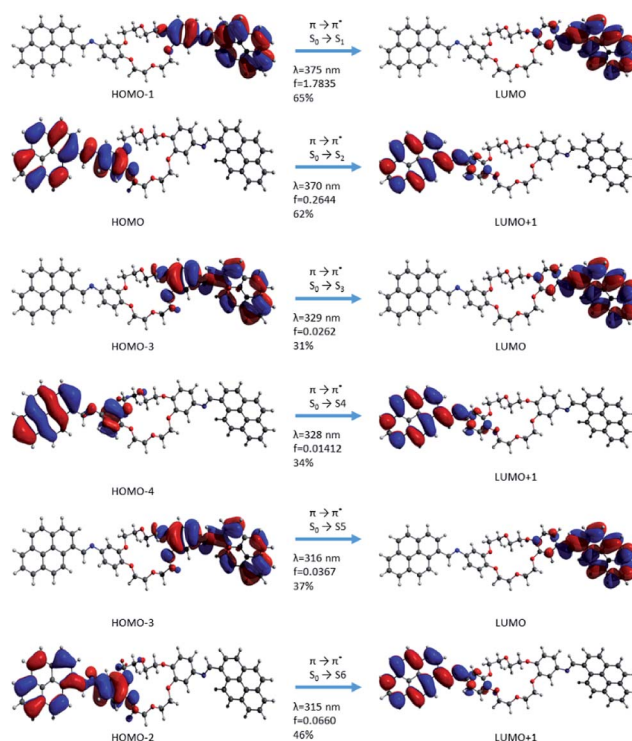 π → π*
S₀ → S₁
λ=375 nm
f=1.7835
65%
HOMO-1
LUMO
π → π*
S₀ → S₂
λ=370 nm
f=0.2644
62%
HOMO
LUMO+1
π → π*
S₀ → S₃
λ=329 nm
f=0.0262
31%
HOMO-3
LUMO
π → π*
S₀ → S4
λ=328 nm
f=0.01412
34%
HOMO-4
LUMO+1
π → π*
S₀ → S5
λ=316 nm
f=0.0367
37%
HOMO-3
LUMO
π → π*
S₀ → S6
λ=315 nm
f=0.0660
46%
HOMO-2
LUMO+1